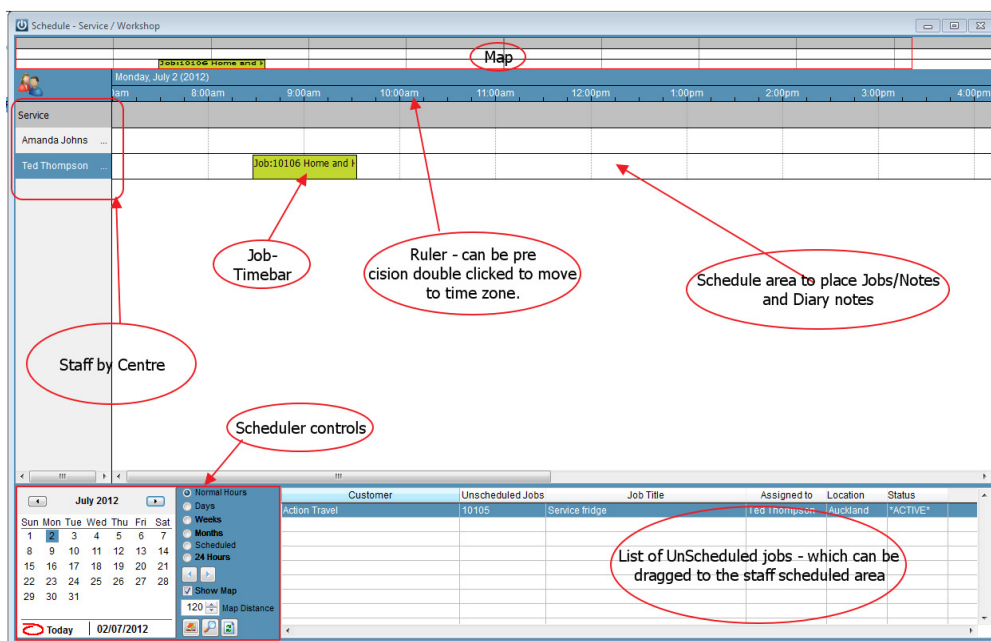 Schedule - Service / Workshop
Map
Job:10106 Home and H
Monday, July 2 (2012)
0am 8:00am 9:00am 10:00am 11:00am 12:00pm 1:00pm 2:00pm 3:00pm 4:00pm
Service
Amanda Johns ...
Ted Thompson ...
Job:10106 Home and H
Job-
Timebar
Ruler - can be pre
cision double clicked to move
to time zone.
Schedule area to place Jobs/Notes
and Diary notes
Staff by Centre
Scheduler controls
July 2012
Sun Mon Tue Wed Thu Fri Sat
1 2 3 4 5 6 7
8 9 10 11 12 13 14
15 16 17 18 19 20 21
22 23 24 25 26 27 28
29 30 31
Today 02/07/2012
Normal Hours
Days
Weeks
Months
Scheduled
24 Hours
Show Map
120 Map Distance
Customer Unscheduled Jobs Job Title Assigned to Location Status
Action Travel 10105 Service fridge Ted Thompson Auckland *ACTIVE*
List of UnScheduled jobs - which can be
dragged to the staff scheduled area